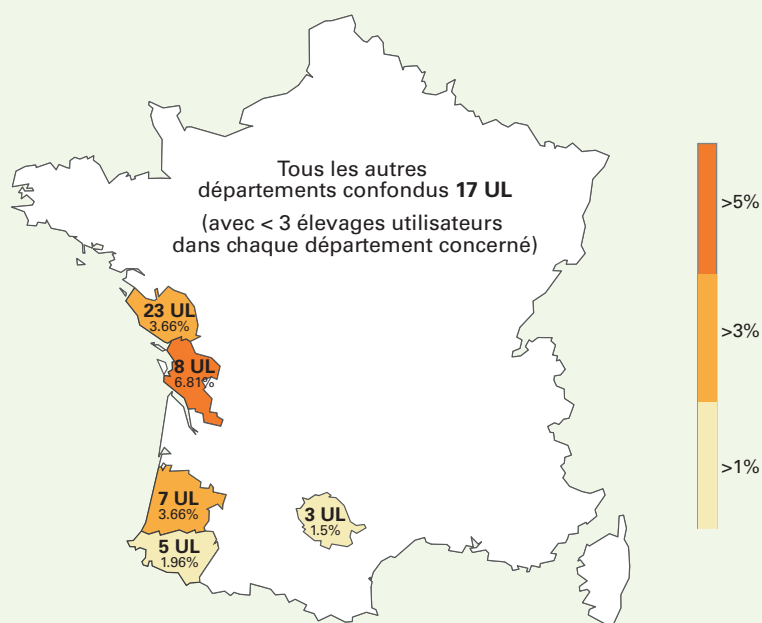 Tous les autres
départements confondus 17 UL
(avec < 3 élevages utilisateurs
dans chaque département concerné)
>5%
>3%
>1%
23 UL
3.66%
8 UL
6.81%
7 UL
3.66%
5 UL
1.96%
3 UL
1.5%